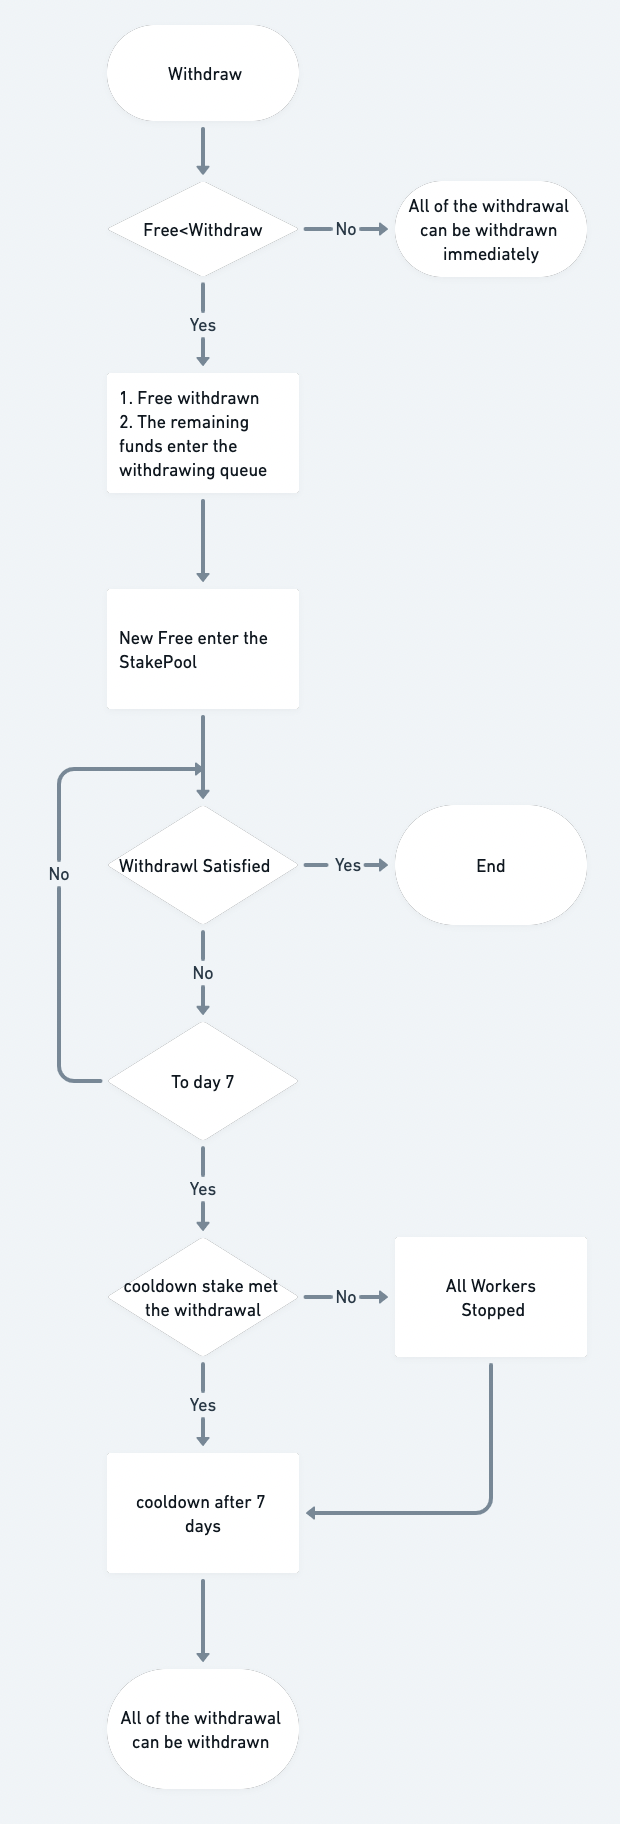 Withdraw
Free<Withdraw
No
All of the withdrawal
can be withdrawn
immediately
Yes
1. Free withdrawn
2. The remaining
funds enter the
withdrawing queue
New Free enter the
StakePool
Withdrawl Satisfied
Yes
End
No
No
To day 7
Yes
cooldown stake met
the withdrawal
No
All Workers
Stopped
Yes
cooldown after 7
days
All of the withdrawal
can be withdrawn